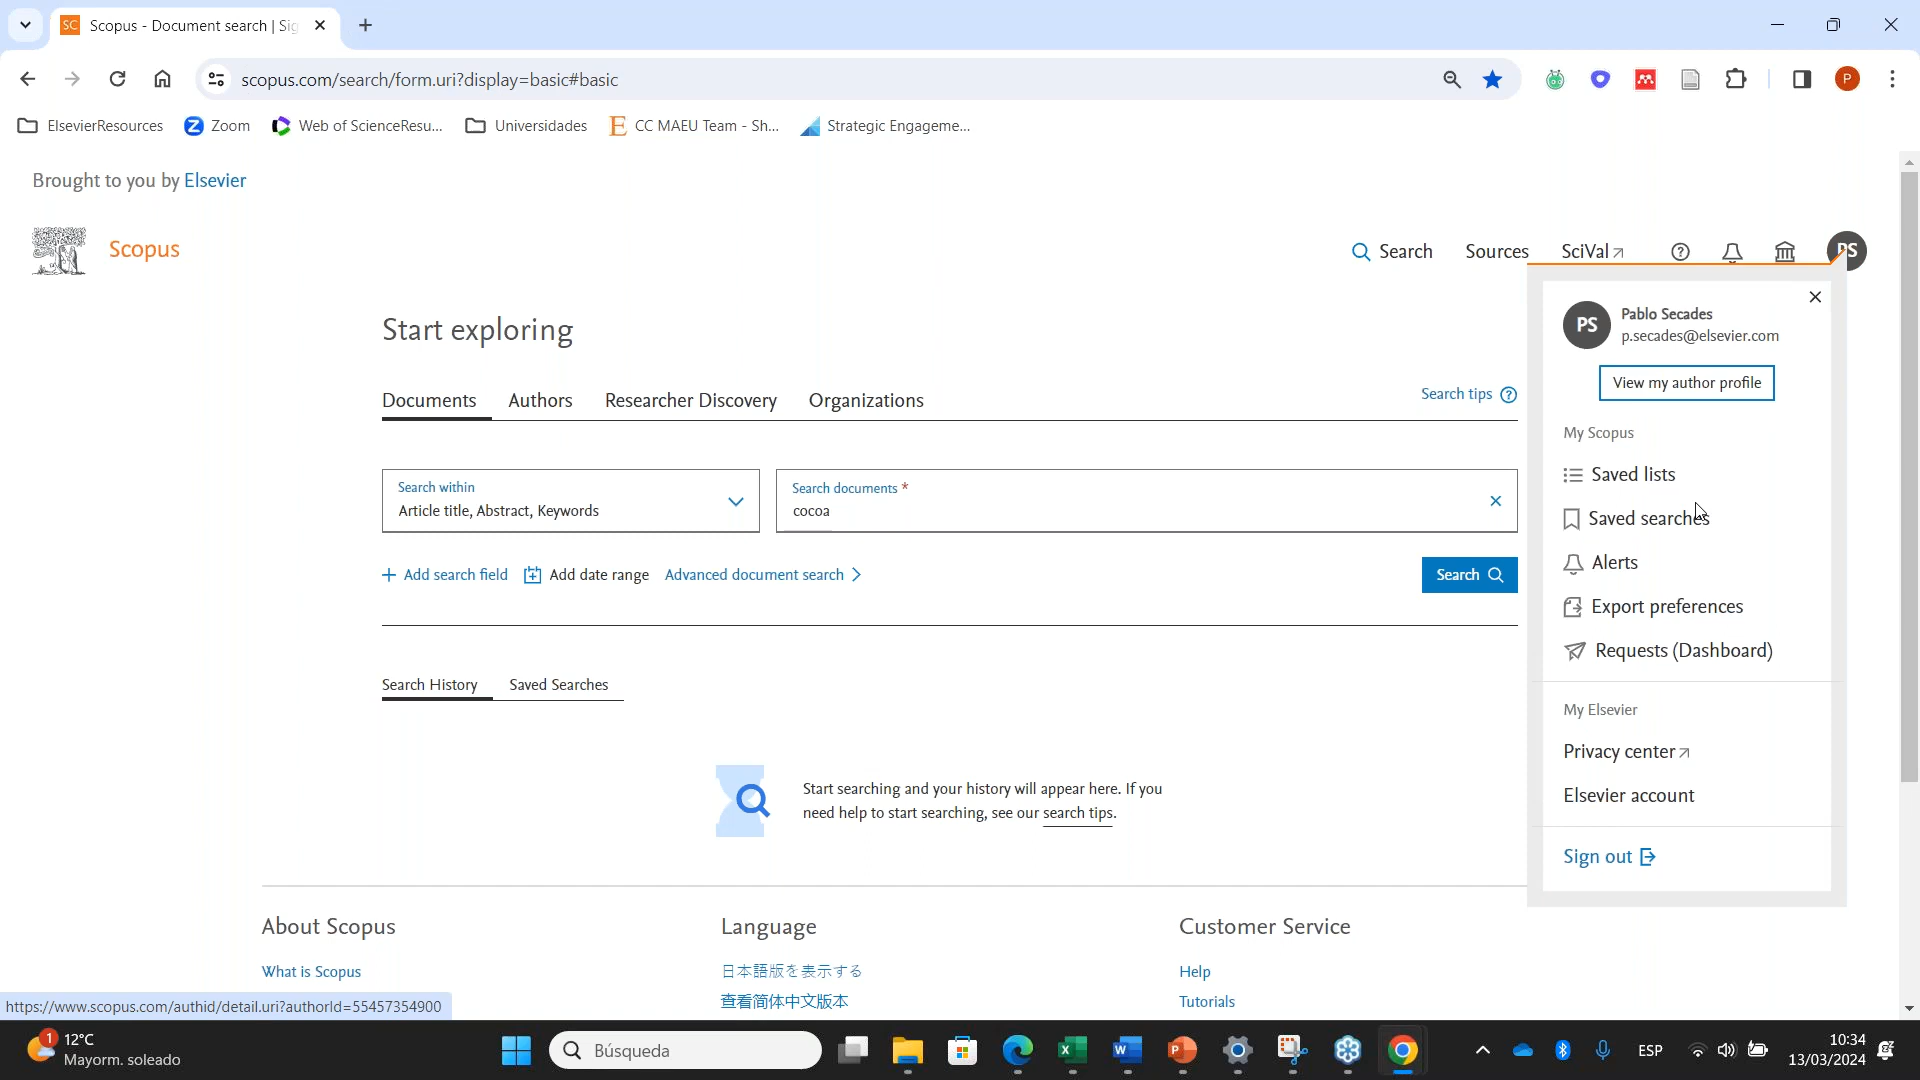 SC Scopus - Document search | Sig
scopus.com/search/form.uri?display=basic#basic
P
ElsevierResources
Zoom
Web of ScienceResu...
Universidades
E CC MAEU Team - Sh...
Strategic Engageme...
Brought to you by Elsevier
Scopus
Search
Sources
SciVal
PS
Start exploring
Documents
Authors
Researcher Discovery
Organizations
Search tips
Search within
Article title, Abstract, Keywords
Search documents *
cocoa
Add search field
Add date range
Advanced document search
Search
Search History
Saved Searches
Start searching and your history will appear here. If you
need help to start searching, see our search tips.
PS
Pablo Secades
p.secades@elsevier.com
View my author profile
My Scopus
Saved lists
Saved searches
Alerts
Export preferences
Requests (Dashboard)
My Elsevier
Privacy center
Elsevier account
Sign out
About Scopus
What is Scopus
Language
日本語版を表示する
查看简体中文版本
Customer Service
Help
Tutorials
https://www.scopus.com/authid/detail.uri?authorId=55457354900
1
12°C
Mayorm. soleado
Búsqueda
ESP
10:34
13/03/2024